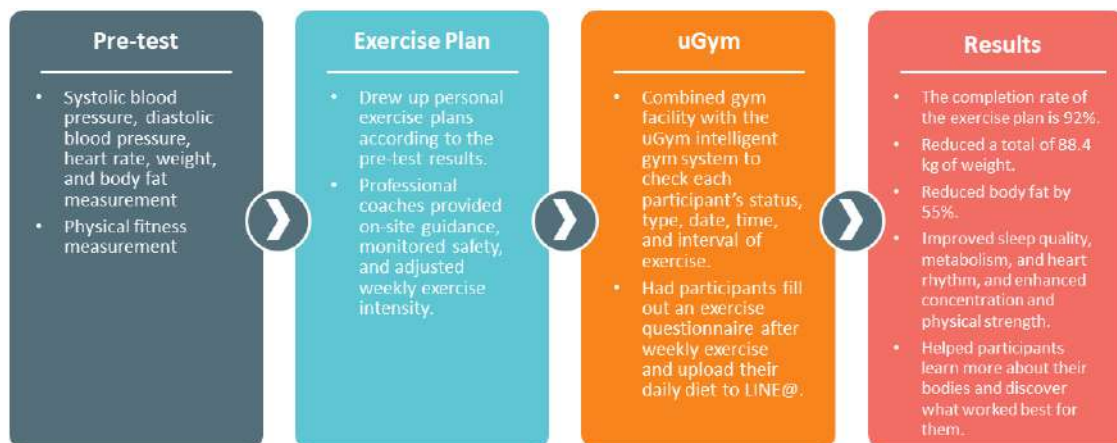 Pre-test
• Systolic blood
pressure, diastolic
blood pressure,
heart rate, weight,
and body fat
measurement
• Physical fitness
measurement
Exercise Plan
• Drew up personal
exercise plans
according to the
pre-test results.
• Professional
coaches provided
on-site guidance,
monitored safety,
and adjusted
weekly exercise
intensity.
uGym
• Combined gym
facility with the
uGym intelligent
gym system to
check each
participant's status,
type, date, time,
and interval of
exercise.
• Had participants fill
out an exercise
questionnaire after
weekly exercise
and upload their
daily diet to LINE@.
Results
• The completion rate of
the exercise plan is 92%.
• Reduced a total of 88.4
kg of weight.
• Reduced body fat by
55%.
• Improved sleep quality,
metabolism, and heart
rhythm, and enhanced
concentration and
physical strength.
• Helped participants
learn more about their
bodies and discover
what worked best for
them.